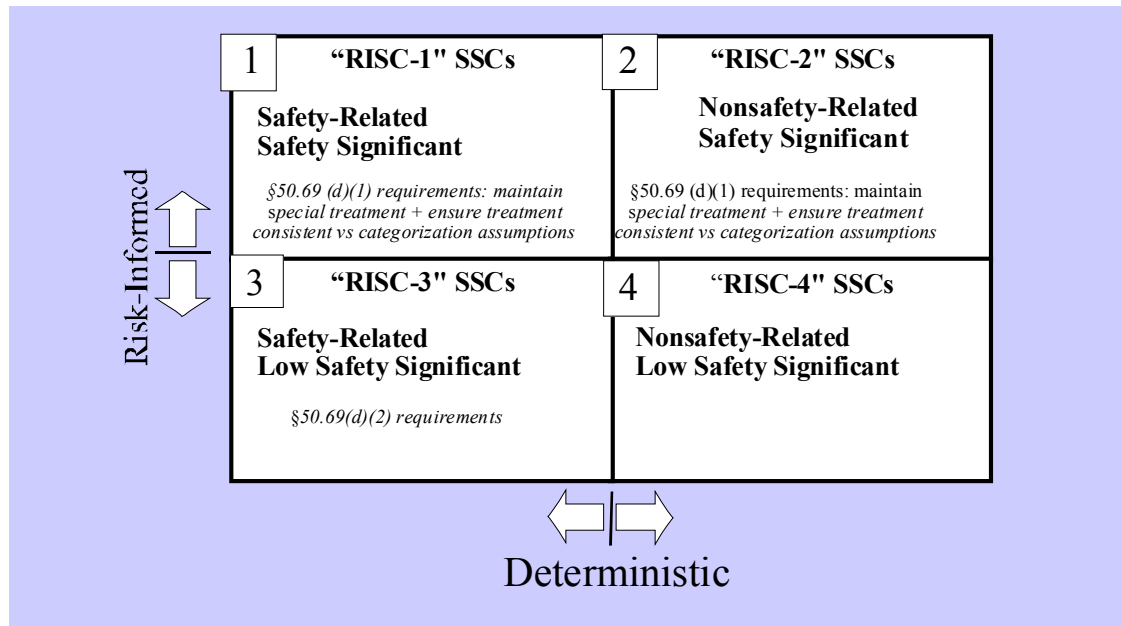 1
“RISC-1" SSCs
Safety-Related
Safety Significant
§50.69 (d)(1) requirements: maintain
special treatment + ensure treatment
consistent vs categorization assumptions
2
“RISC-2" SSCs
Nonsafety-Related
Safety Significant
§50.69 (d)(1) requirements: maintain
special treatment + ensure treatment
consistent vs categorization assumptions
Risk-Informed
3
“RISC-3" SSCs
Safety-Related
Low Safety Significant
§50.69(d)(2) requirements
4
“RISC-4" SSCs
Nonsafety-Related
Low Safety Significant
Deterministic